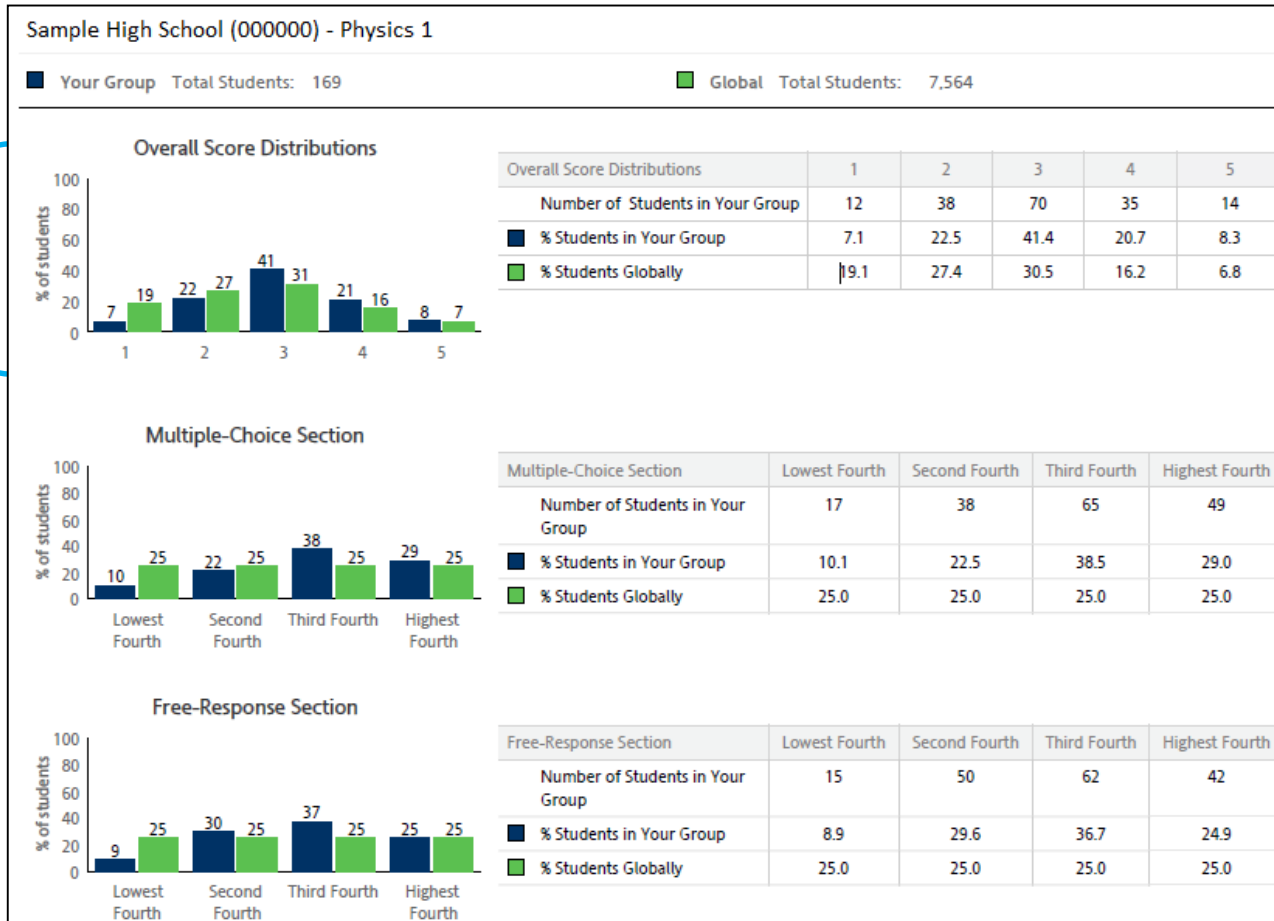 Sample High School (000000) - Physics 1
Your Group Total Students: 169 Global Total Students: 7,564
Overall Score Distributions
% of students
100
80
60
40
20
0
7 19 22 27 41 31 21 16 8 7
1 2 3 4 5
Overall Score Distributions 1 2 3 4 5
Number of Students in Your Group 12 38 70 35 14
% Students in Your Group 7.1 22.5 41.4 20.7 8.3
% Students Globally 19.1 27.4 30.5 16.2 6.8
Multiple-Choice Section
% of students
100
80
60
40
20
0
10 25 22 25 38 25 29 25
Lowest Second Third Fourth Highest
Fourth Fourth Fourth
Multiple-Choice Section Lowest Fourth Second Fourth Third Fourth Highest Fourth
Number of Students in Your 17 38 65 49
Group
% Students in Your Group 10.1 22.5 38.5 29.0
% Students Globally 25.0 25.0 25.0 25.0
Free-Response Section
% of students
100
80
60
40
20
0
9 25 30 25 37 25 25 25
Lowest Second Third Fourth Highest
Fourth Fourth Fourth
Free-Response Section Lowest Fourth Second Fourth Third Fourth Highest Fourth
Number of Students in Your 15 50 62 42
Group
% Students in Your Group 8.9 29.6 36.7 24.9
% Students Globally 25.0 25.0 25.0 25.0